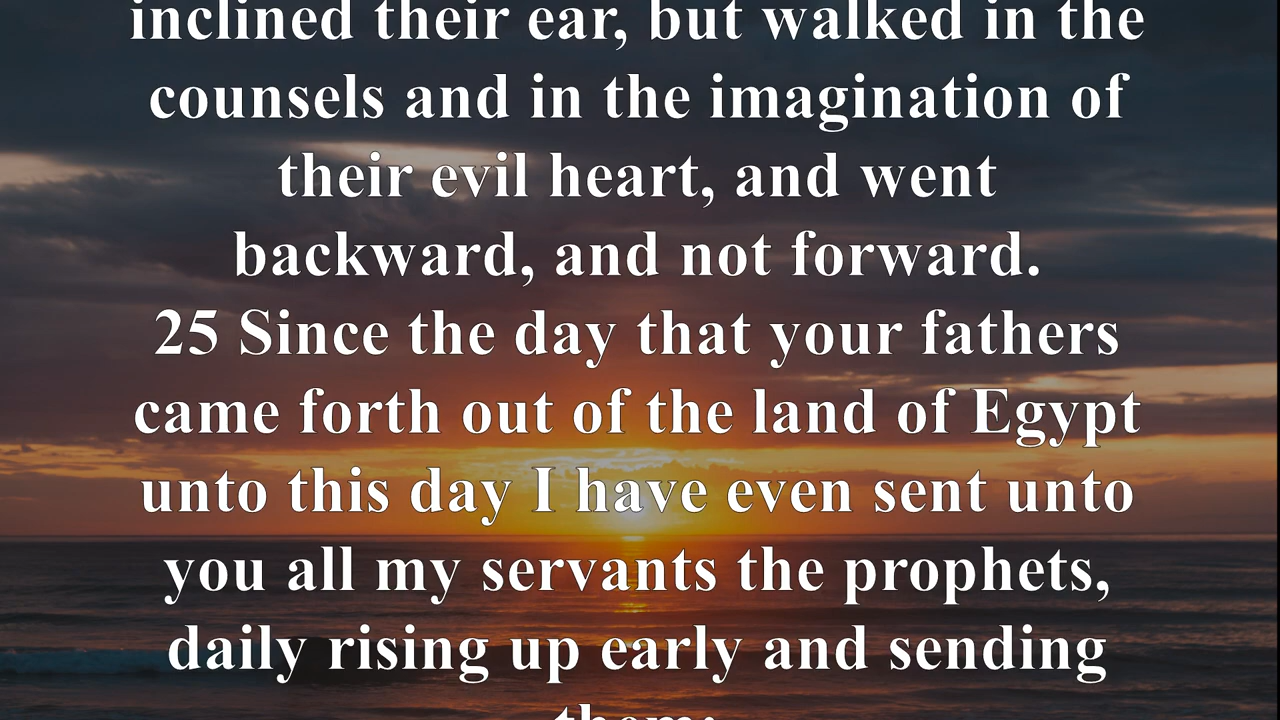 inclined their ear, but walked in the
counsels and in the imagination of
their evil heart, and went
backward, and not forward.
25 Since the day that your fathers
came forth out of the land of Egypt
unto this day I have even sent unto
you all my servants the prophets,
daily rising up early and sending
them: